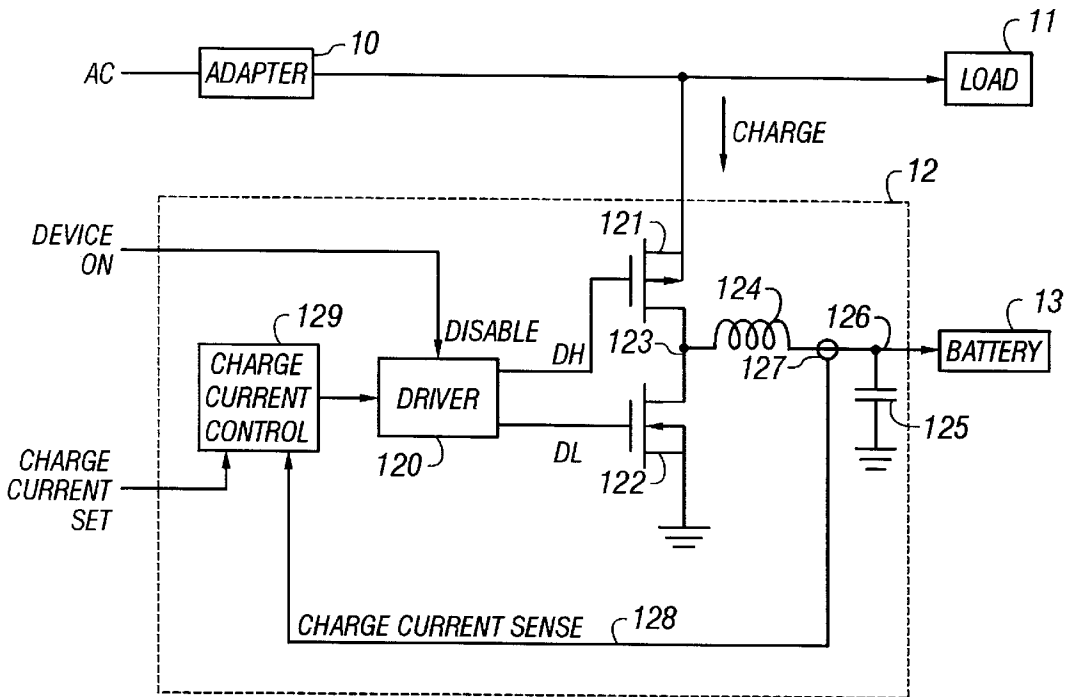 10
11
AC
ADAPTER
LOAD
CHARGE
12
DEVICE
ON
121
124
129
DISABLE
DH
123
126
13
127
BATTERY
CHARGE
CURRENT
CONTROL
DRIVER
125
120
DL
122
CHARGE
CURRENT
SET
CHARGE CURRENT SENSE
128